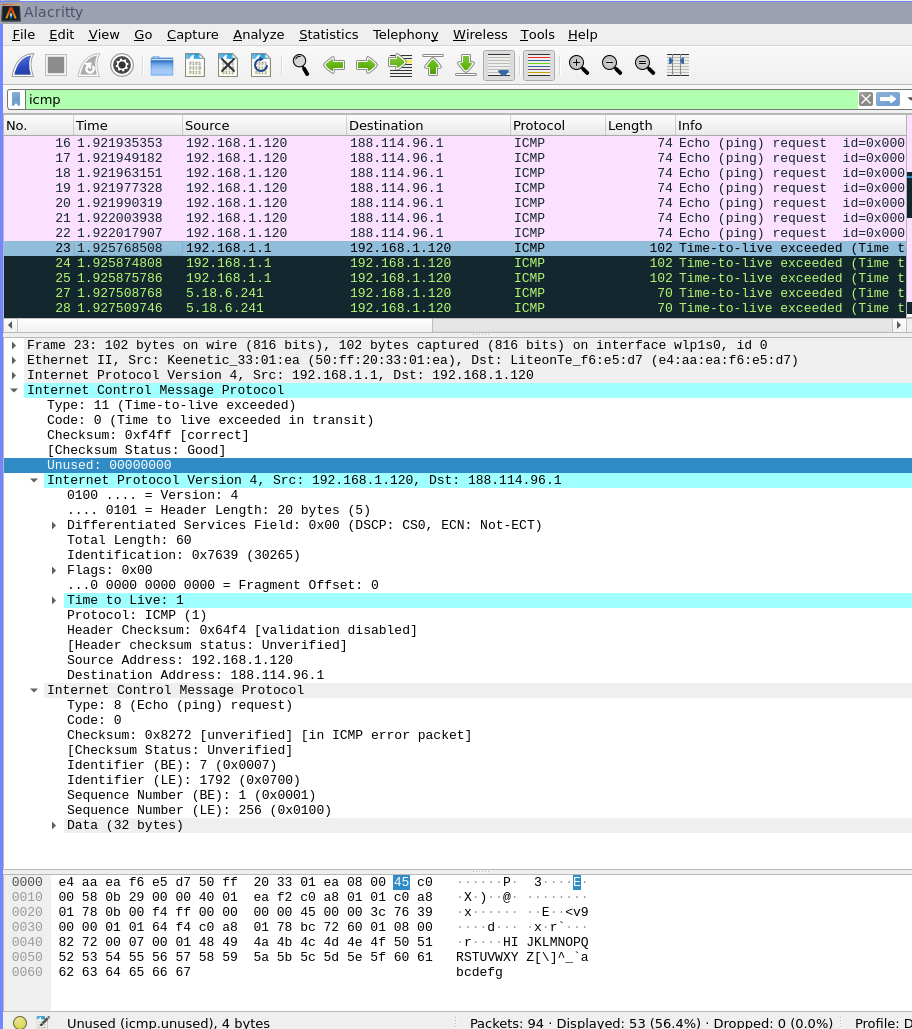 Alacritty
File Edit View Go Capture Analyze Statistics Telephony Wireless Tools Help
icmp
No. Time Source Destination Protocol Length Info
16 1.921935353 192.168.1.120 188.114.96.1 ICMP 74 Echo (ping) request id=0x000
17 1.921949182 192.168.1.120 188.114.96.1 ICMP 74 Echo (ping) request id=0x000
18 1.921963151 192.168.1.120 188.114.96.1 ICMP 74 Echo (ping) request id=0x000
19 1.921977328 192.168.1.120 188.114.96.1 ICMP 74 Echo (ping) request id=0x000
20 1.921990319 192.168.1.120 188.114.96.1 ICMP 74 Echo (ping) request id=0x000
21 1.922003938 192.168.1.120 188.114.96.1 ICMP 74 Echo (ping) request id=0x000
22 1.922017907 192.168.1.120 188.114.96.1 ICMP 74 Echo (ping) request id=0x000
23 1.925768508 192.168.1.1 192.168.1.120 ICMP 102 Time-to-live exceeded (Time t
24 1.925874808 192.168.1.1 192.168.1.120 ICMP 102 Time-to-live exceeded (Time t
25 1.925875786 192.168.1.1 192.168.1.120 ICMP 102 Time-to-live exceeded (Time t
27 1.927508768 5.18.6.241 192.168.1.120 ICMP 70 Time-to-live exceeded (Time t
28 1.927509746 5.18.6.241 192.168.1.120 ICMP 70 Time-to-live exceeded (Time t
Frame 23: 102 bytes on wire (816 bits), 102 bytes captured (816 bits) on interface wlp1s0, id 0
Ethernet II, Src: Keenetic_33:01:ea (50:ff:20:33:01:ea), Dst: LiteonTe_f6:e5:d7 (e4:aa:ea:f6:e5:d7)
Internet Protocol Version 4, Src: 192.168.1.1, Dst: 192.168.1.120
Internet Control Message Protocol
Type: 11 (Time-to-live exceeded)
Code: 0 (Time to live exceeded in transit)
Checksum: 0xf4ff [correct]
[Checksum Status: Good]
Unused: 00000000
Internet Protocol Version 4, Src: 192.168.1.120, Dst: 188.114.96.1
0100 .... = Version: 4
.... 0101 = Header Length: 20 bytes (5)
Differentiated Services Field: 0x00 (DSCP: CS0, ECN: Not-ECT)
Total Length: 60
Identification: 0x7639 (30265)
Flags: 0x00
...0 0000 0000 0000 = Fragment Offset: 0
Time to Live: 1
Protocol: ICMP (1)
Header Checksum: 0x64f4 [validation disabled]
[Header checksum status: Unverified]
Source Address: 192.168.1.120
Destination Address: 188.114.96.1
Internet Control Message Protocol
Type: 8 (Echo (ping) request)
Code: 0
Checksum: 0x8272 [unverified] [in ICMP error packet]
[Checksum Status: Unverified]
Identifier (BE): 7 (0x0007)
Identifier (LE): 1792 (0x0700)
Sequence Number (BE): 1 (0x0001)
Sequence Number (LE): 256 (0x0100)
Data (32 bytes)
0000 e4 aa ea f6 e5 d7 50 ff 20 33 01 ea 08 00 45 c0 ······P· 3····E·
0010 00 58 0b 29 00 00 40 01 ea f2 c0 a8 01 01 c0 a8 ·X·)··@· ········
0020 01 78 0b 00 f4 ff 00 00 00 00 45 00 00 3c 76 39 ·x······ ··E··<v9
0030 00 00 01 01 64 f4 c0 a8 01 78 bc 72 60 01 08 00 ····d··· ·x·r`···
0040 82 72 00 07 00 01 48 49 4a 4b 4c 4d 4e 4f 50 51 ·r····HI JKLMNOPQ
0050 52 53 54 55 56 57 58 59 5a 5b 5c 5d 5e 5f 60 61 RSTUVWXY Z[\]^_`a
0060 62 63 64 65 66 67 bcdefg
Unused (icmp.unused), 4 bytes Packets: 94 · Displayed: 53 (56.4%) · Dropped: 0 (0.0%) Profile: D